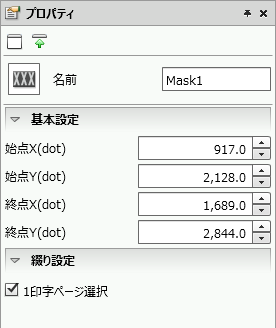 プロパティ
XXX
名前
Mask1
基本設定
始点X(dot)
917.0
始点Y(dot)
2,128.0
終点X(dot)
1,689.0
終点Y(dot)
2,844.0
綴り設定
1印字ページ選択